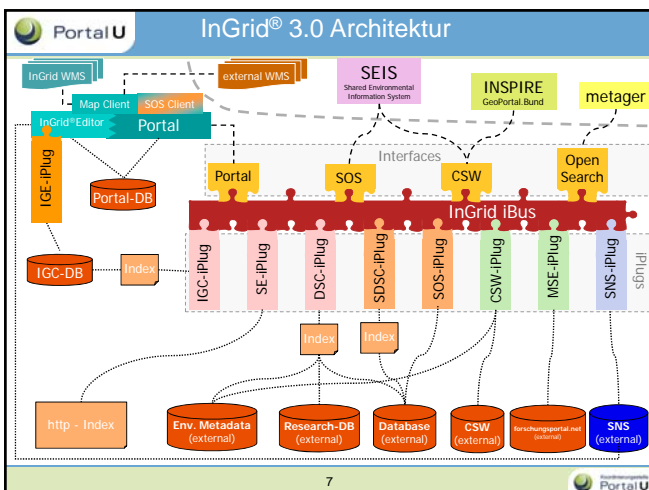 PortalU
InGrid® 3.0 Architektur
InGrid WMS
external WMS
SEIS
Shared Environmental
Information System
INSPIRE
GeoPortal.Bund
metager
Map Client
SOS Client
InGrid®Editor
Portal
IGE-iPlug
Portal-DB
Interfaces
Portal
SOS
CSW
Open
Search
InGrid iBus
IGC-DB
Index
IGC-iPlug
SE-iPlug
DSC-iPlug
SDSC-iPlug
SOS-iPlug
CSW-iPlug
MSE-iPlug
SNS-iPlug
iPlugs
Index
Index
http - Index
Env. Metadata
(external)
Research-DB
(external)
Database
(external)
CSW
(external)
forschungsportal.net
(external)
SNS
(external)
7
Koordinierungsstelle
PortalU